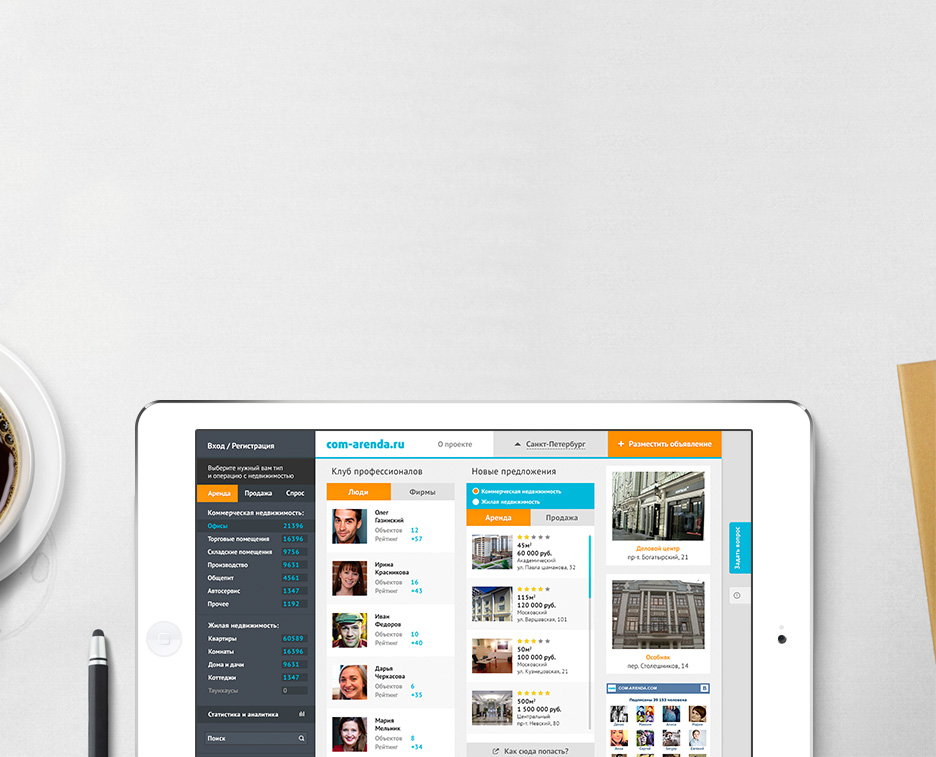 Вход / Регистрация
com-arenda.ru
О проекте
Санкт-Петербург
+ Разместить объявление
Выберите нужный вам тип
и операцию с недвижимостью
Аренда Продажа Спрос
Коммерческая недвижимость:
Офисы 21396
Торговые помещения 16396
Складские помещения 9756
Производство 9631
Общепит 4561
Автосервис 1347
Прочее 1192
Жилая недвижимость:
Квартиры 60589
Комнаты 16396
Дома и дачи 9631
Коттеджи 1347
Таунхаусы 0
Статистика и аналитика
Поиск
Клуб профессионалов
Люди Фирмы
Олег
Газинский
Объектов 12
Рейтинг +57
Ирина
Красникова
Объектов 16
Рейтинг +43
Иван
Федоров
Объектов 10
Рейтинг +40
Дарья
Черкасова
Объектов 6
Рейтинг +35
Мария
Мельник
Объектов 8
Рейтинг +34
Новые предложения
Коммерческая недвижимость
Жилая недвижимость
Аренда Продажа
45м²
60 000 руб.
Академический
ул. Павла шаманова, 32
115м²
120 000 руб.
Московский
ул. Варшавская, 101
50м²
100 000 руб.
Московский
ул. Кузнецовская, 21
500м²
1 500 000 руб.
Центральный
пр-т. Невский, 30
Как сюда попасть?
Деловой центр
пр-т. Богатырский, 21
Особняк
пер. Столешников, 14
COM-ARENDA.COM
Подписаны 39 153 человека
Задать вопрос